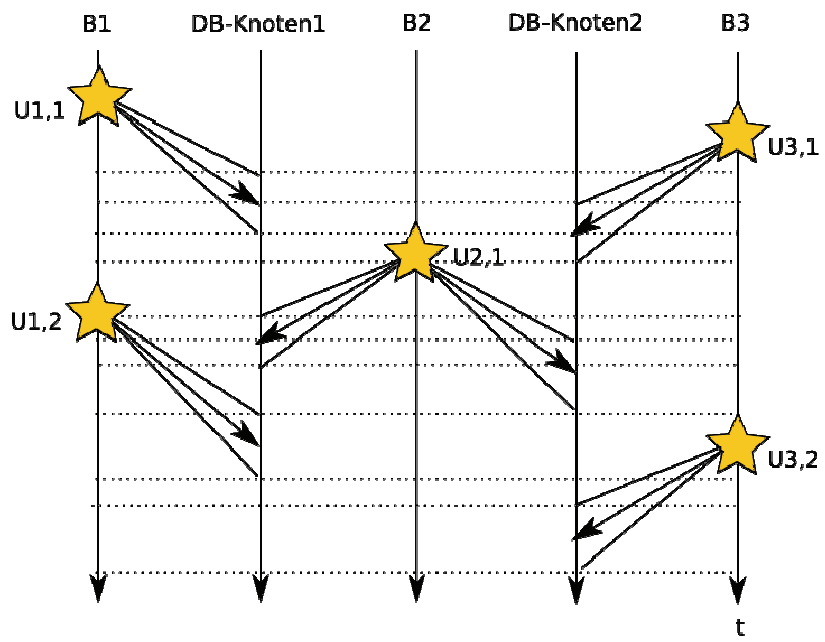 B1 DB-Knoten1 B2 DB-Knoten2 B3
U1,1
U3,1
U2,1
U1,2
U3,2
t